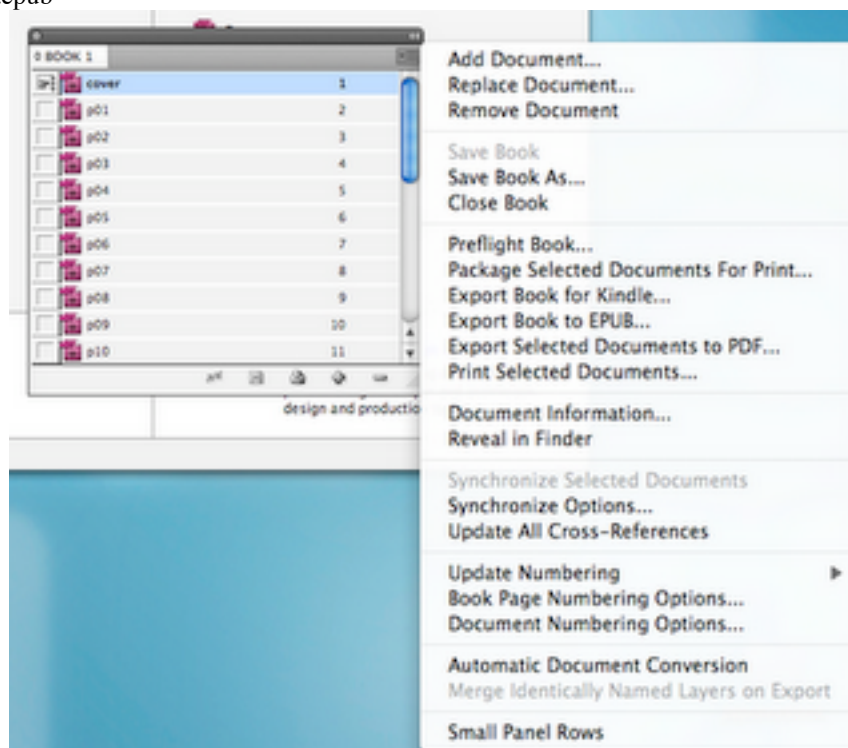 epub
BOOK 1
cover 1
p01 2
p02 3
p03 4
p04 5
p05 6
p06 7
p07 8
p08 9
p09 10
p10 11
design and productio
Add Document...
Replace Document...
Remove Document
Save Book
Save Book As...
Close Book
Preflight Book...
Package Selected Documents For Print...
Export Book for Kindle...
Export Book to EPUB...
Export Selected Documents to PDF...
Print Selected Documents...
Document Information...
Reveal in Finder
Synchronize Selected Documents
Synchronize Options...
Update All Cross-References
Update Numbering
Book Page Numbering Options...
Document Numbering Options...
Automatic Document Conversion
Merge Identically Named Layers on Export
Small Panel Rows